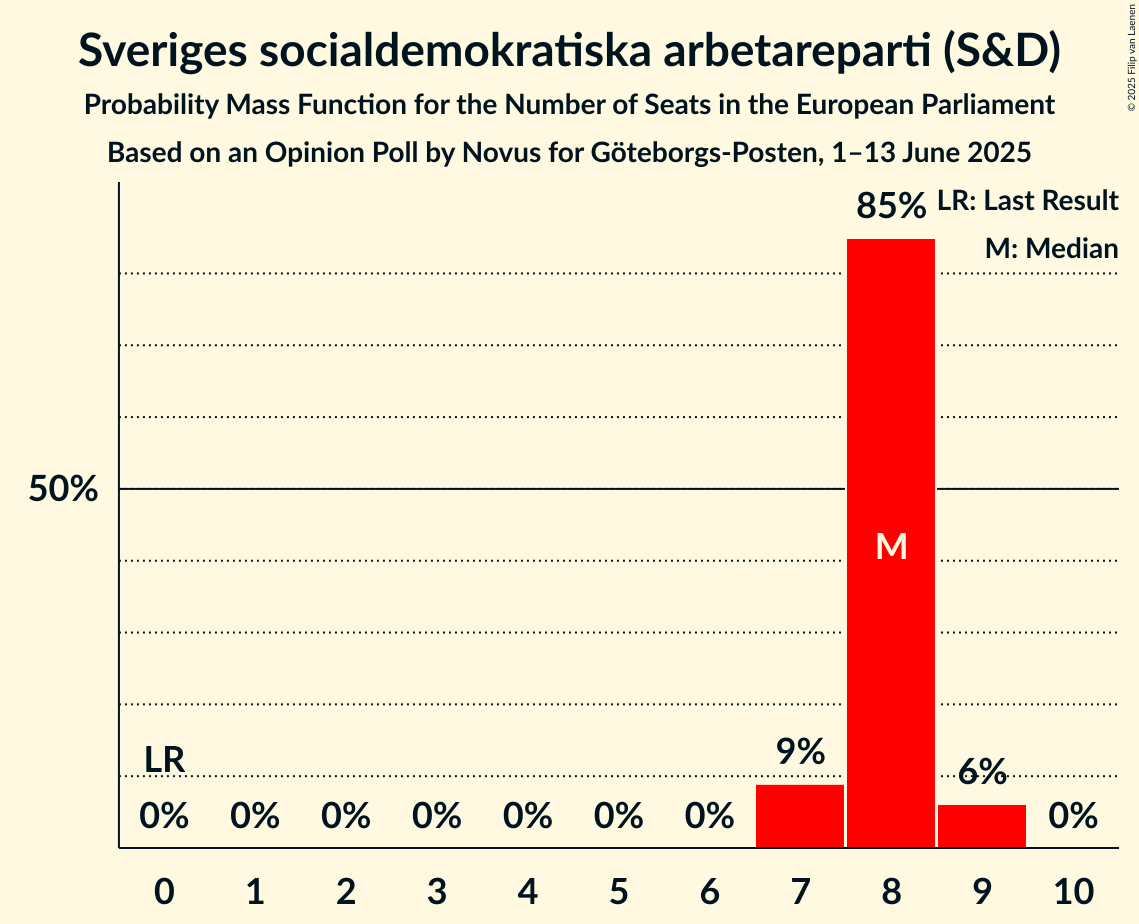 Sveriges socialdemokratiska arbetareparti (S&D)
Probability Mass Function for the Number of Seats in the European Parliament
Based on an Opinion Poll by Novus for Göteborgs-Posten, 1–13 June 2025
© 2025 Filip van Laenen
LR: Last Result
M: Median
85%
50%
M
LR
9%
6%
0% 0% 0% 0% 0% 0% 0% 0%
0 1 2 3 4 5 6 7 8 9 10